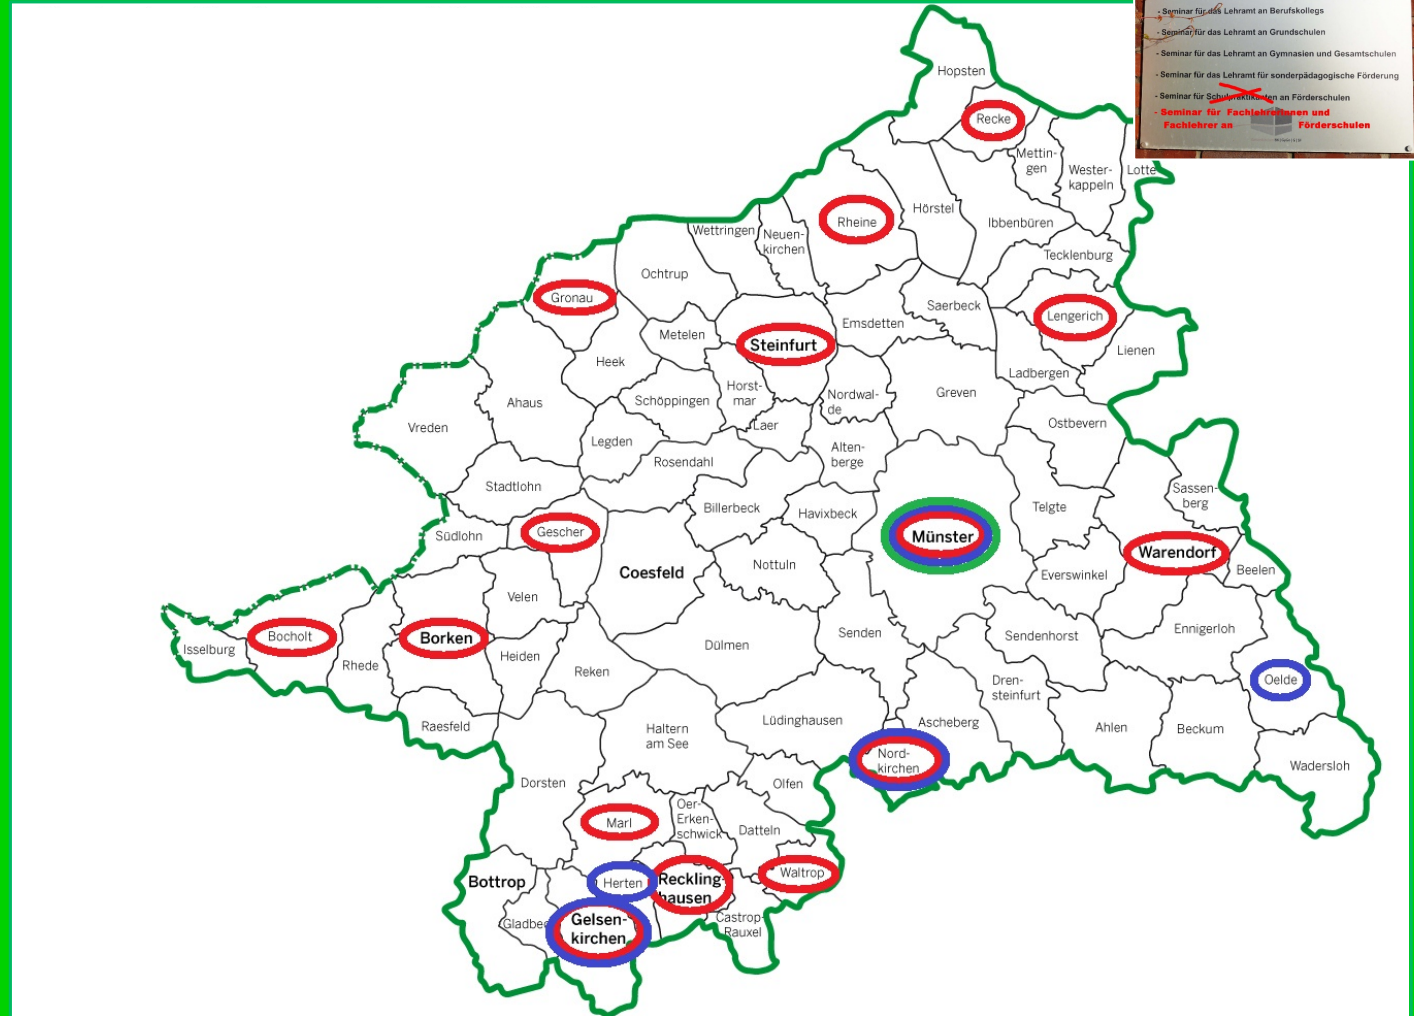 - Seminar für das Lehramt an Berufskollegs
- Seminar für das Lehramt an Grundschulen
- Seminar für das Lehramt an Gymnasien und Gesamtschulen
- Seminar für das Lehramt für sonderpädagogische Förderung
- Seminar für Schulpraktikanten an Förderschulen
- Seminar für Fachlehrerinnen und
Fachlehrer an Förderschulen
Hopsten
Recke
Mettin-
gen
Wester-
kappeln
Lotte
Rheine
Hörstel
Ibbenbüren
Wettringen
Neuen-
kirchen
Tecklenburg
Ochtrup
Gronau
Saerbeck
Lengerich
Emsdetten
Metelen
Steinfurt
Lienen
Heek
Ladbergen
Horst-
mar
Nordwal-
de
Greven
Schöppingen
Ahaus
Vreden
Laer
Ostbevern
Legden
Alten-
berge
Rosendahl
Stadtlohn
Sassen-
berg
Billerbeck
Havixbeck
Telgte
Südlohn
Gescher
Münster
Warendorf
Coesfeld
Nottuln
Everswinkel
Beelen
Velen
Bocholt
Borken
Senden
Sendenhorst
Ennigerloh
Isselburg
Rhede
Heiden
Reken
Dülmen
Oelde
Dren-
steinfurt
Raesfeld
Haltern
am See
Lüdinghausen
Ascheberg
Ahlen
Beckum
Nord-
kirchen
Wadersloh
Dorsten
Olfen
Marl
Oer-
Erken-
schwick
Datteln
Waltrop
Bottrop
Herten
Reckling-
hausen
Gladbec
Gelsen-
kirchen
Castrop-
Rauxel